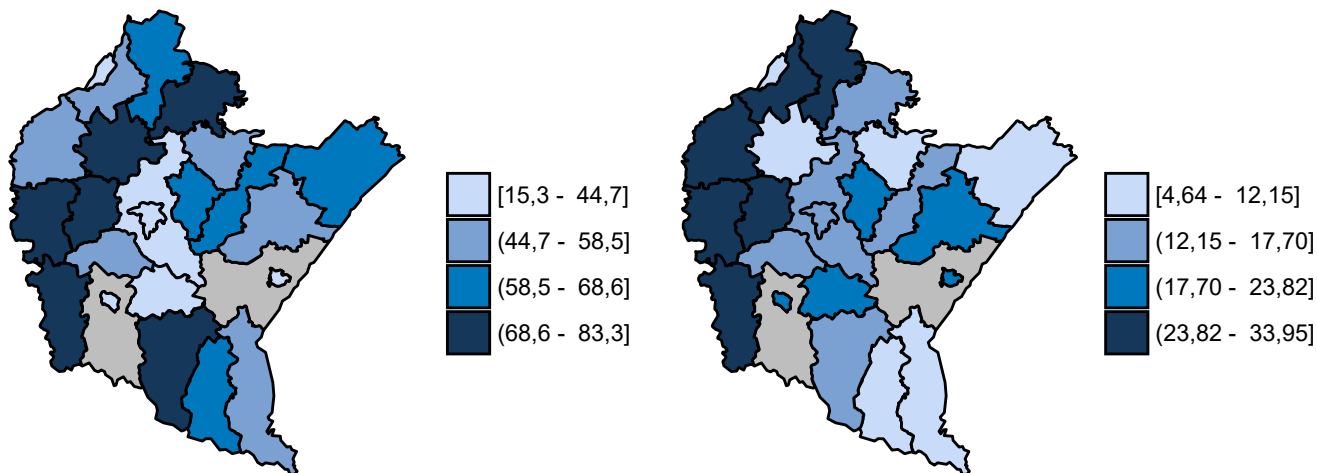 [15,3 - 44,7]
(44,7 - 58,5]
(58,5 - 68,6]
(68,6 - 83,3]
[4,64 - 12,15]
(12,15 - 17,70]
(17,70 - 23,82]
(23,82 - 33,95]